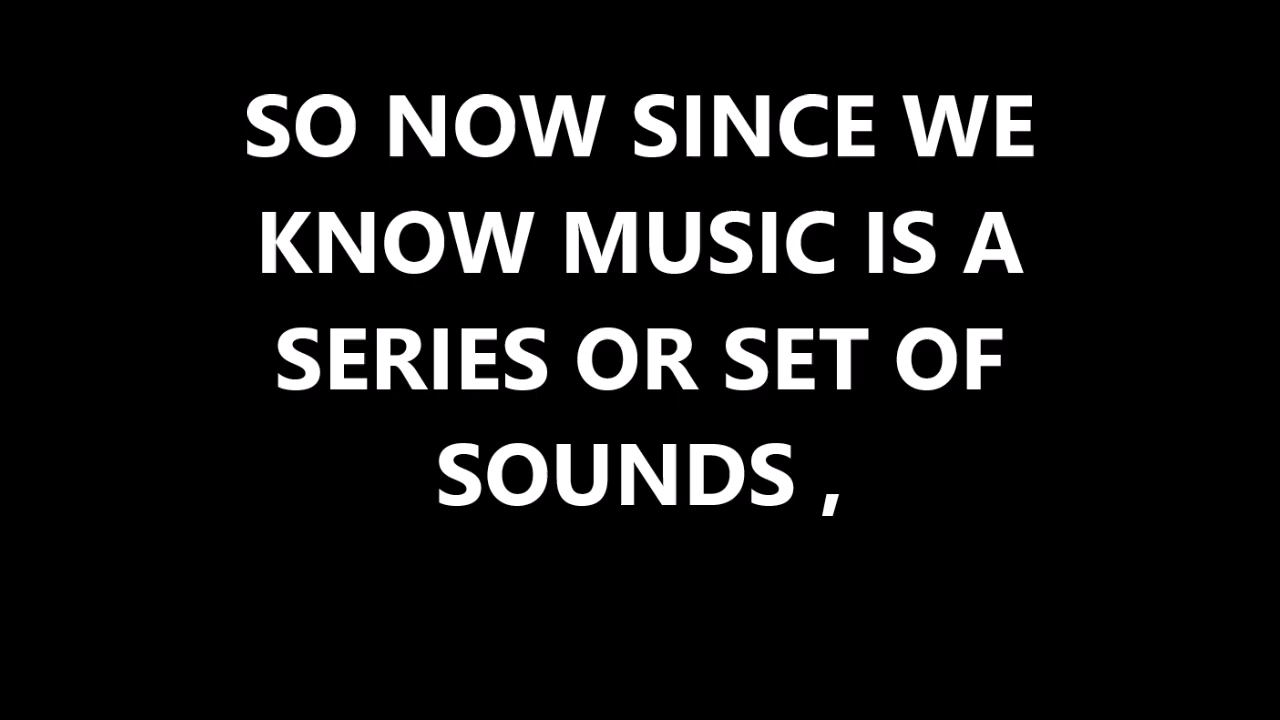 SO NOW SINCE WE
KNOW MUSIC IS A
SERIES OR SET OF
SOUNDS ,